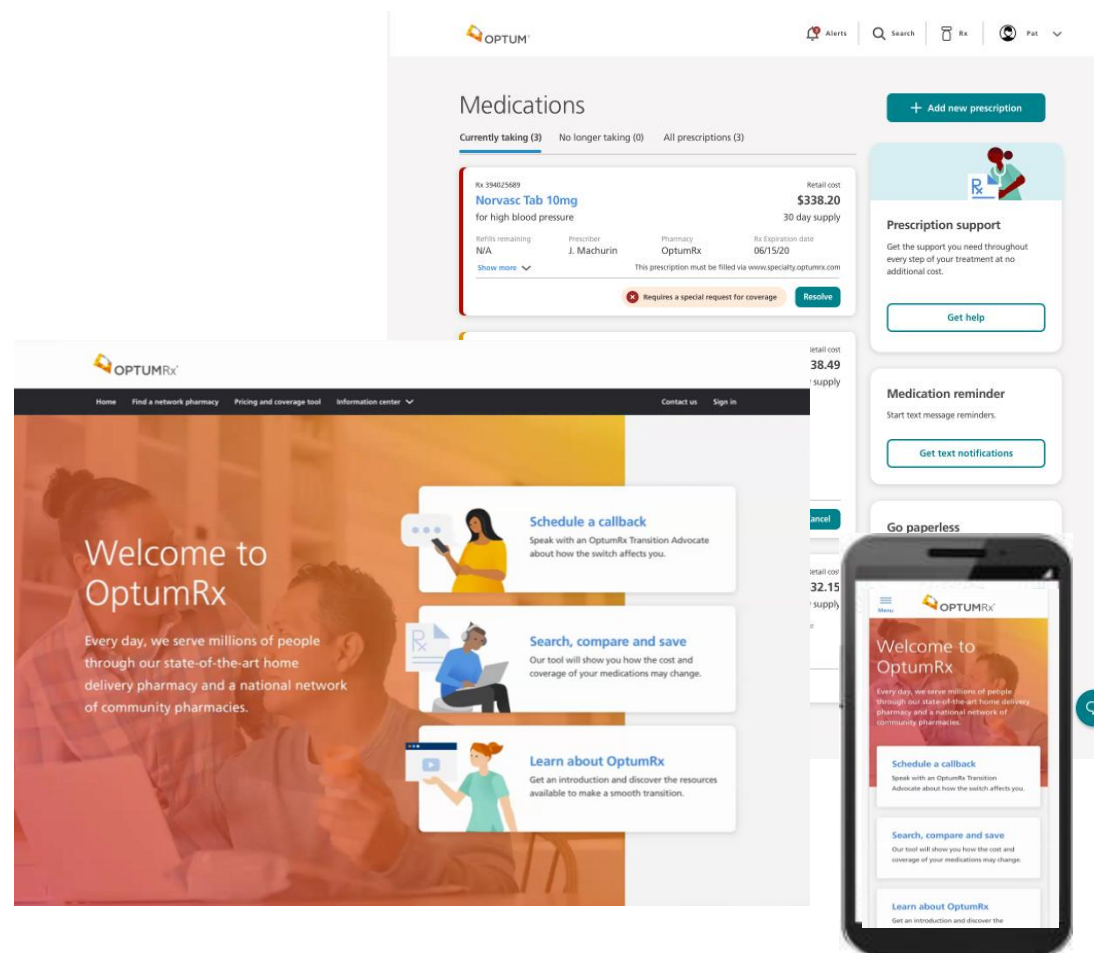 OPTUM®
Alerts
Search
Rx
Pat
Medications
+ Add new prescription
Currently taking (3) No longer taking (0) All prescriptions (3)
Rx 394025689
Retail cost
Norvasc Tab 10mg
$338.20
for high blood pressure
30 day supply
Refills remaining Prescriber Pharmacy Rx Expiration date
N/A J. Machurin OptumRx 06/15/20
Show more
This prescription must be filled via www.specialty.optumrx.com
Requires a special request for coverage
Resolve
Rx
Prescription support
Get the support you need throughout
every step of your treatment at no
additional cost.
Get help
38.49
supply
Medication reminder
Start text message reminders.
Get text notifications
Go paperless
32.15
supply
OPTUMRx®
Home Find a network pharmacy Pricing and coverage tool Information center
Contact us Sign in
Welcome to
OptumRx
Every day, we serve millions of people
through our state-of-the-art home
delivery pharmacy and a national network
of community pharmacies.
Schedule a callback
Speak with an OptumRx Transition Advocate
about how the switch affects you.
Rx
Search, compare and save
Our tool will show you how the cost and
coverage of your medications may change.
Learn about OptumRx
Get an introduction and discover the resources
available to make a smooth transition.
Menu
OPTUMRx®
Welcome to
OptumRx
Every day, we serve millions of people
through our state-of-the-art home delivery
pharmacy and a national network of
community pharmacies.
Schedule a callback
Speak with an OptumRx Transition
Advocate about how the switch affects you.
Search, compare and save
Our tool will show you how the cost and
coverage of your medications may change.
Learn about OptumRx
Get an introduction and discover the